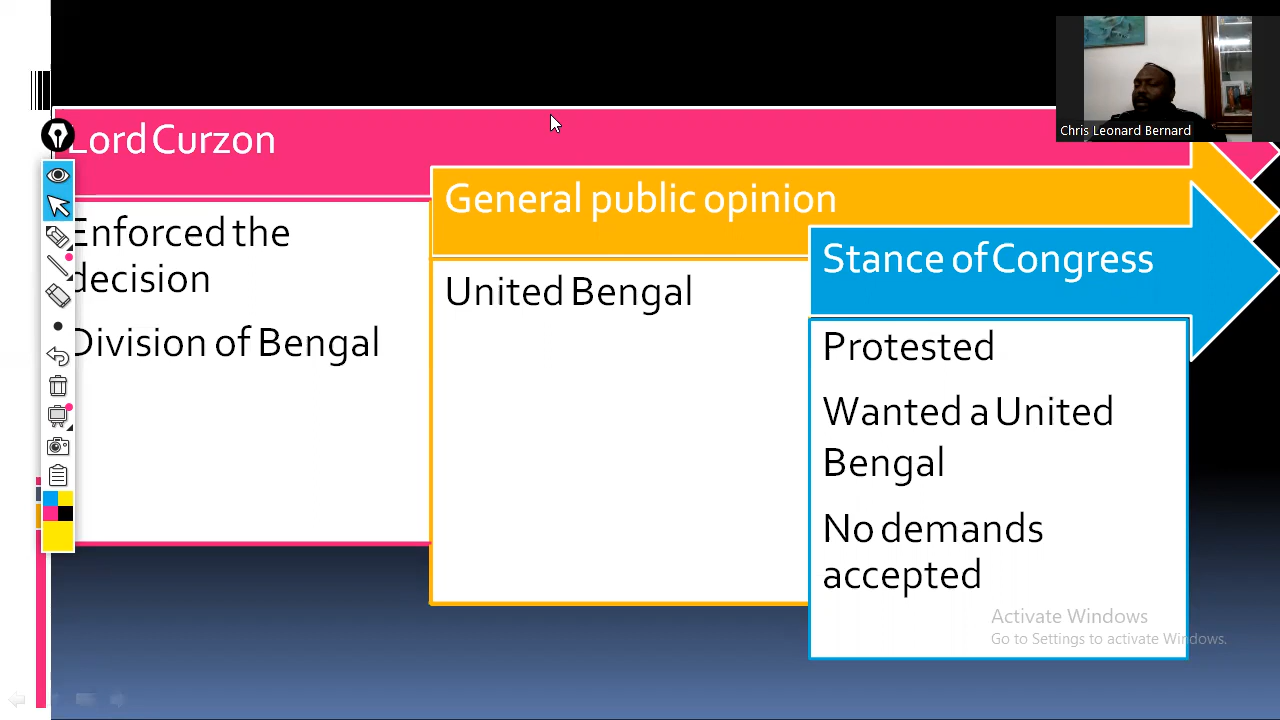 Chris Leonard Bernard
Lord Curzon
Enforced the
decision
Division of Bengal
General public opinion
United Bengal
Stance of Congress
Protested
Wanted a United
Bengal
No demands
accepted
Activate Windows
Go to Settings to activate Windows.